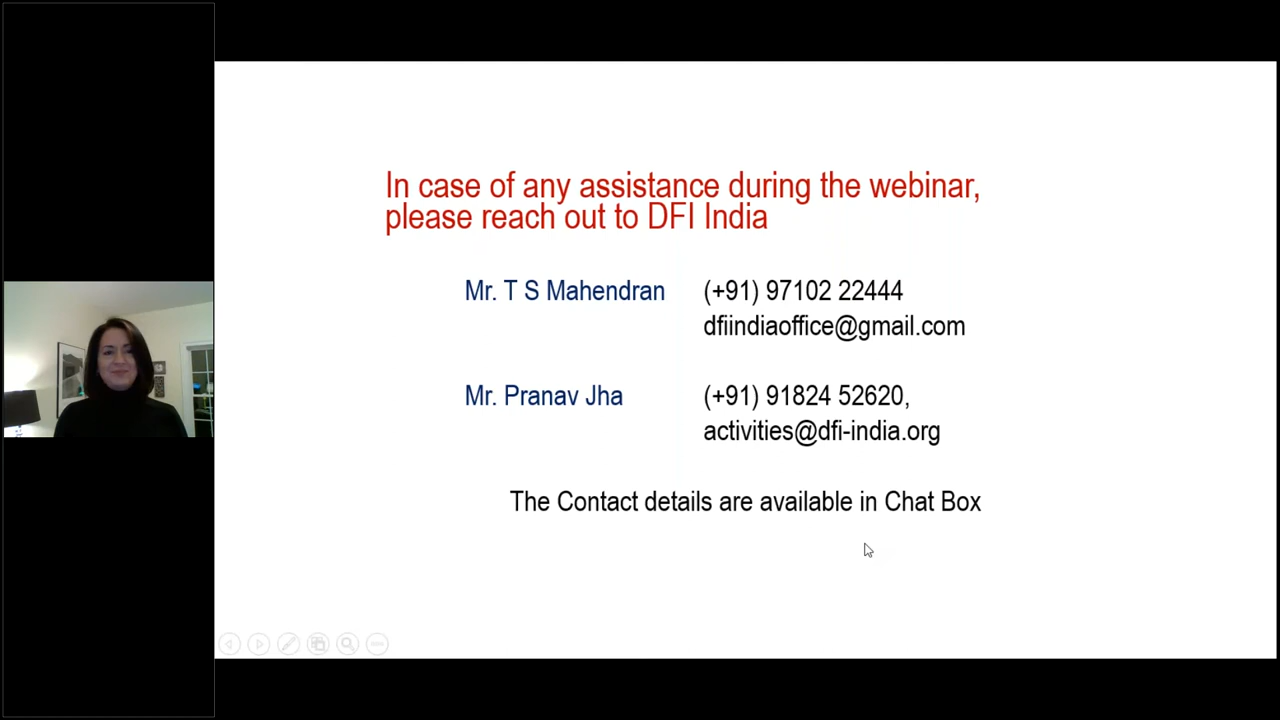 In case of any assistance during the webinar,
please reach out to DFI India
Mr. T S Mahendran (+91) 97102 22444
dfiindiaoffice@gmail.com
Mr. Pranav Jha (+91) 91824 52620,
activities@dfi-india.org
The Contact details are available in Chat Box